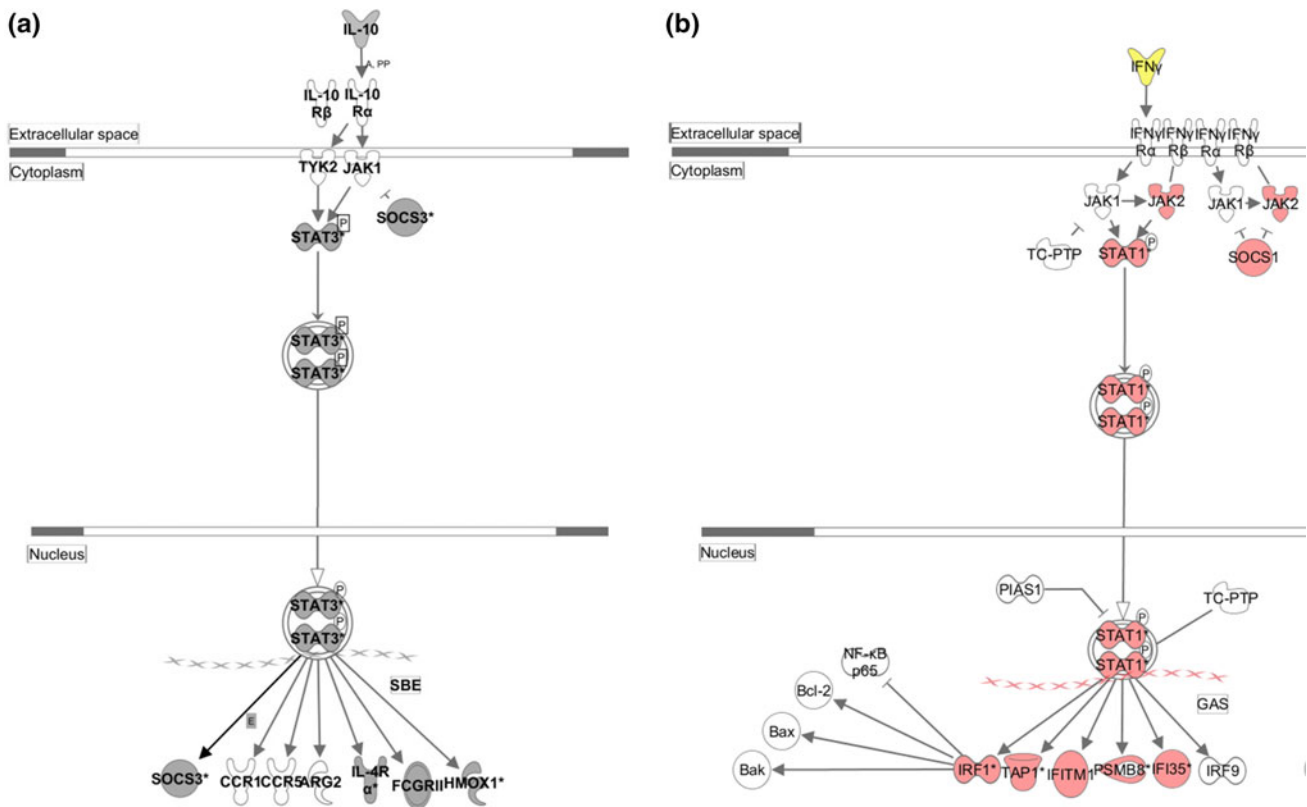 (a)
IL-10
A, PP
IL-10 IL-10
Rβ Rα
Extracellular space
Cytoplasm
TYK2 JAK1
SOCS3*
P
STAT3*
P
STAT3*
P
STAT3*
Nucleus
P
STAT3*
P
STAT3*
SBE
E
SOCS3* CCR1 CCR5 ARG2 IL-4R FCGRII HMOX1*
α*
(b)
IFNγ
Extracellular space
IFNγ IFNγ IFNγ IFNγ
Rα Rβ Rα Rβ
Cytoplasm
JAK1 JAK2 JAK1 JAK2
P
TC-PTP STAT1* SOCS1
P
STAT1*
P
STAT1*
Nucleus
PIAS1 TC-PTP
P
STAT1*
P
STAT1*
NF-κB
p65
Bcl-2
GAS
Bax
Bak IRF1* TAP1* IFITM1 PSMB8* IFI35* IRF9